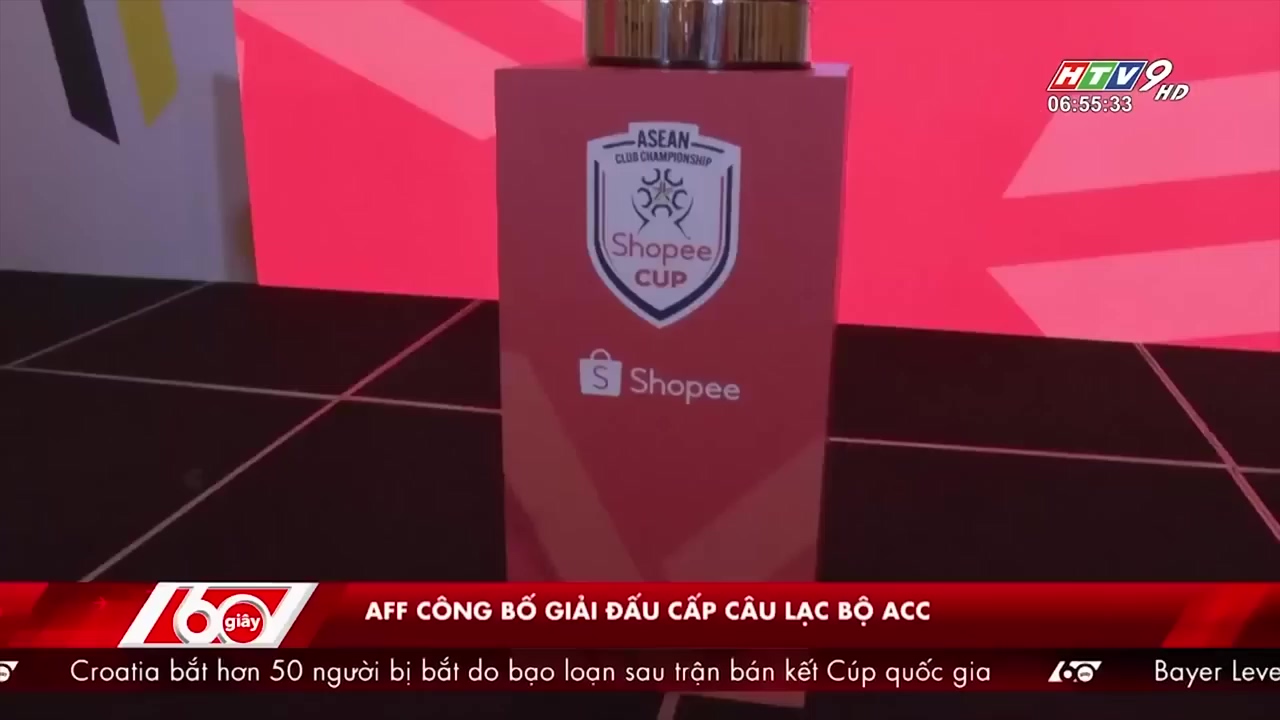 HTV9 HD
06:55:33
ASEAN
CLUB CHAMPIONSHIP
Shopee
CUP
S Shopee
60 giây
AFF CÔNG BỐ GIẢI ĐẤU CẤP CÂU LẠC BỘ ACC
Croatia bắt hơn 50 người bị bắt do bạo loạn sau trận bán kết Cúp quốc gia 60 giây Bayer Leve